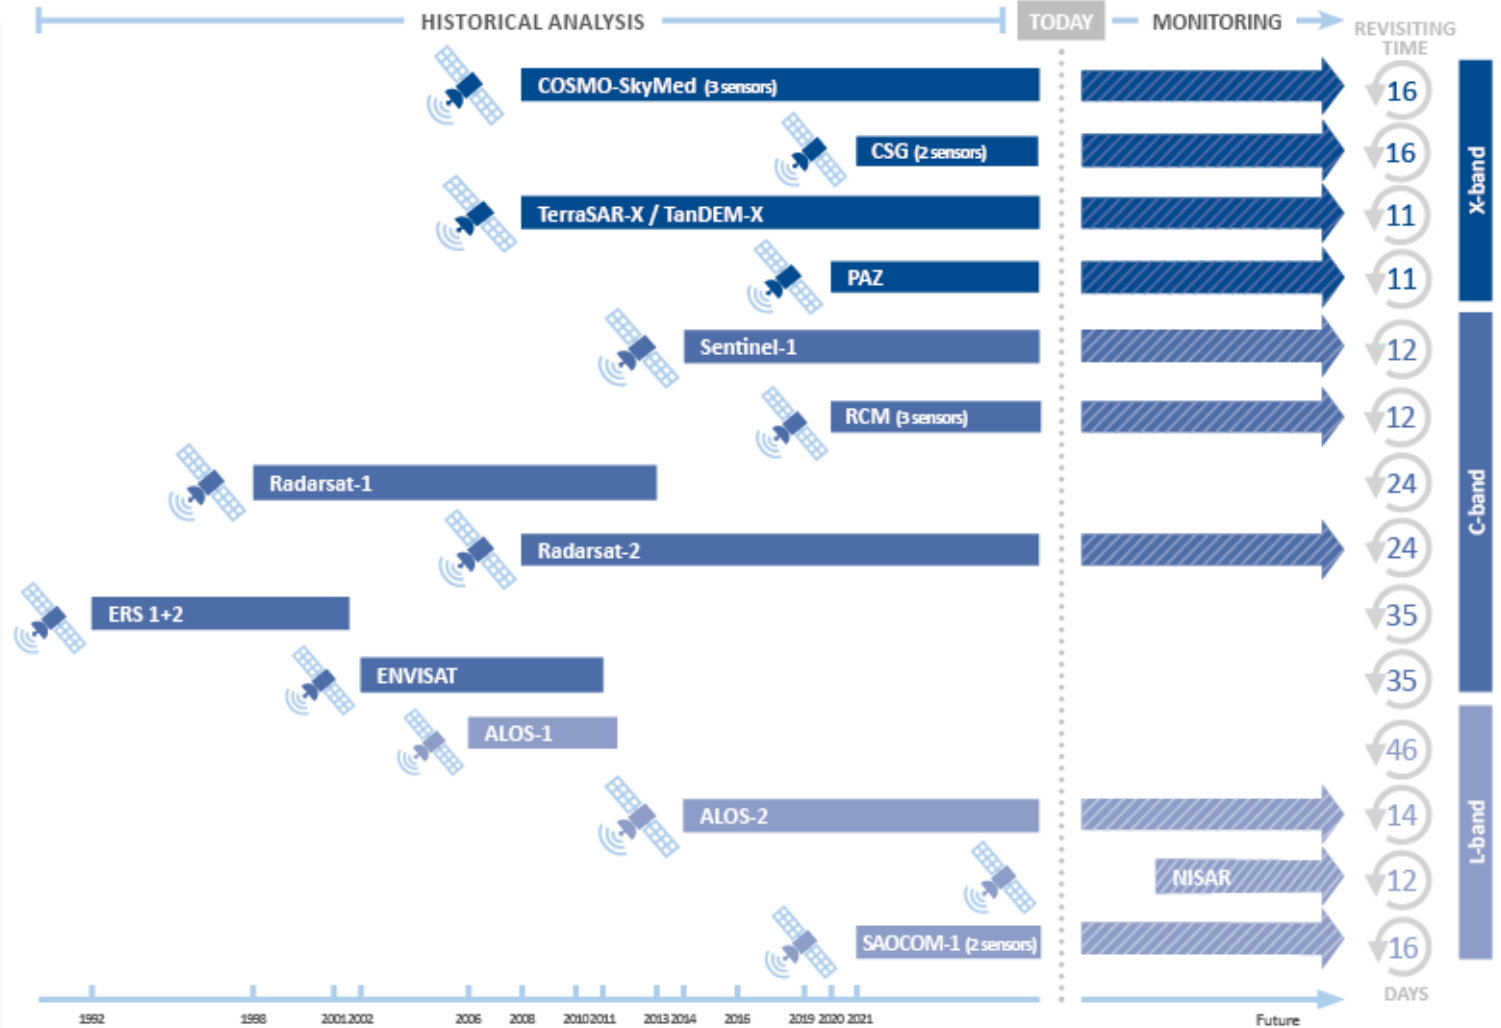 HISTORICAL ANALYSIS
TODAY
MONITORING
REVISITING
TIME
COSMO-SkyMed (3 sensors)
16
CSG (2 sensors)
16
TerraSAR-X / TanDEM-X
11
PAZ
11
X-band
Sentinel-1
12
RCM (3 sensors)
12
Radarsat-1
24
Radarsat-2
24
ERS 1+2
35
ENVISAT
35
C-band
ALOS-1
46
ALOS-2
14
NISAR
12
SAOCOM-1 (2 sensors)
16
L-band
DAYS
1992 1998 2001 2002 2006 2008 2010 2011 2013 2014 2016 2019 2020 2021 Future